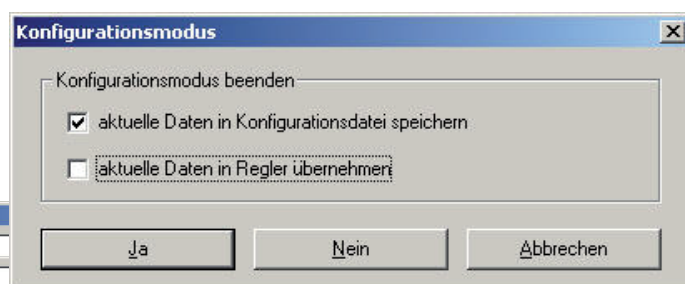 Konfigurationsmodus
Konfigurationsmodus beenden
aktuelle Daten in Konfigurationsdatei speichern
aktuelle Daten in Regler übernehmen
Ja Nein Abbrechen